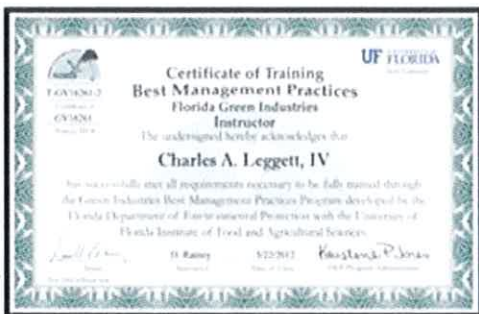 UF FLORIDA
Certificate of Training
Best Management Practices
Florida Green Industries
Instructor
The undersigned hereby acknowledges that
Charles A. Leggett, IV
has successfully met all requirements necessary to be fully trained through
the Green Industries Best Management Practices Program developed by the
Florida Department of Environmental Protection with the University of
Florida Institute of Food and Agricultural Sciences
D. Rainey
5/22/2012